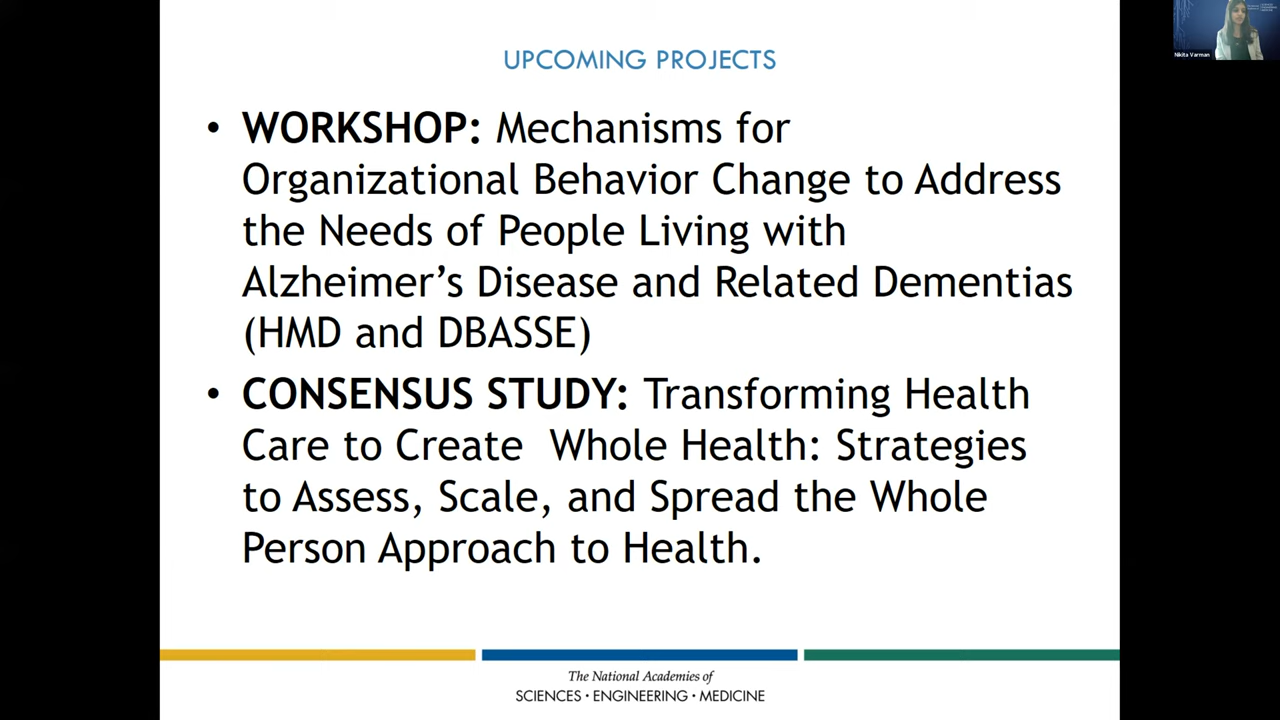 UPCOMING PROJECTS
Nikita Varman
• WORKSHOP: Mechanisms for
Organizational Behavior Change to Address
the Needs of People Living with
Alzheimer’s Disease and Related Dementias
(HMD and DBASSE)
• CONSENSUS STUDY: Transforming Health
Care to Create  Whole Health: Strategies
to Assess, Scale, and Spread the Whole
Person Approach to Health.
The National Academies of
SCIENCES • ENGINEERING • MEDICINE